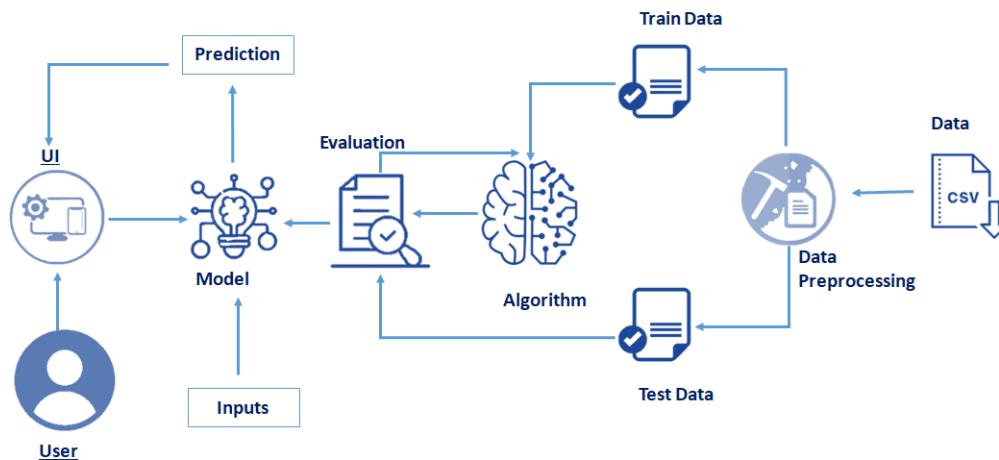 Train Data
Prediction
Evaluation
Data
UI
CSV
Model
Algorithm
Data
Preprocessing
Inputs
Test Data
User